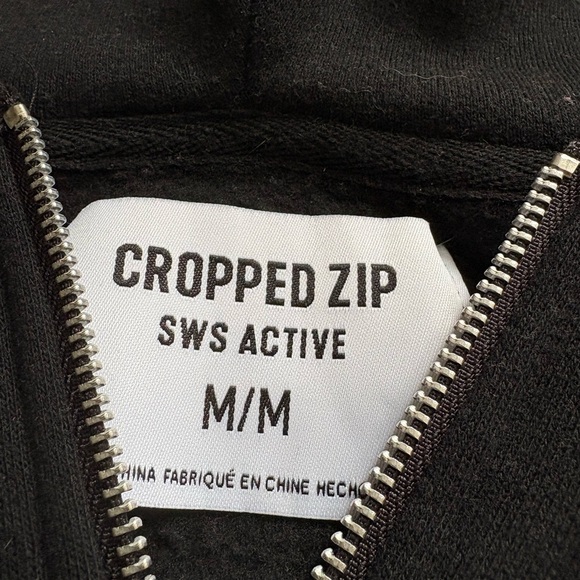 CROPPED ZIP
SWS ACTIVE
M/M
FABRIQUÉ EN CHINE